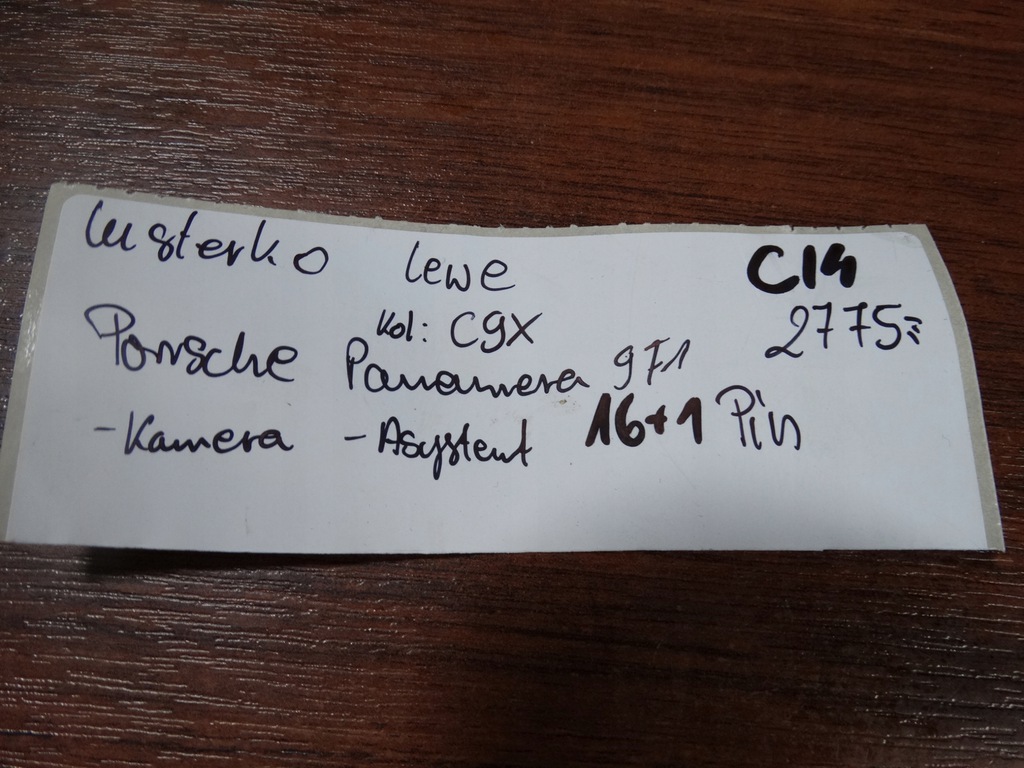 Lusterko Lewe C14
Kol: C9X 2775
Porsche Panamera 971
-Kamera -Asystent 16+1 Pin